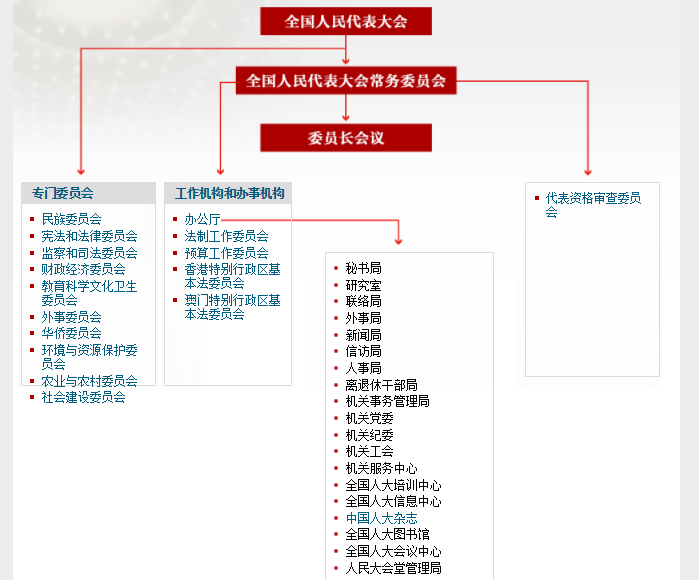 全国人民代表大会
全国人民代表大会常务委员会
委员长会议
专门委员会
民族委员会
宪法和法律委员会
监察和司法委员会
财政经济委员会
教育科学文化卫生
委员会
外事委员会
华侨委员会
环境与资源保护委
员会
农业与农村委员会
社会建设委员会
工作机构和办事机构
办公厅
法制工作委员会
预算工作委员会
香港特别行政区基
本法委员会
澳门特别行政区基
本法委员会
秘书局
研究室
联络局
外事局
新闻局
信访局
人事局
离退休干部局
机关事务管理局
机关党委
机关纪委
机关工会
机关服务中心
全国人大培训中心
全国人大信息中心
中国人大杂志
全国人大图书馆
全国人大会议中心
人民大会堂管理局
代表资格审查委员
会